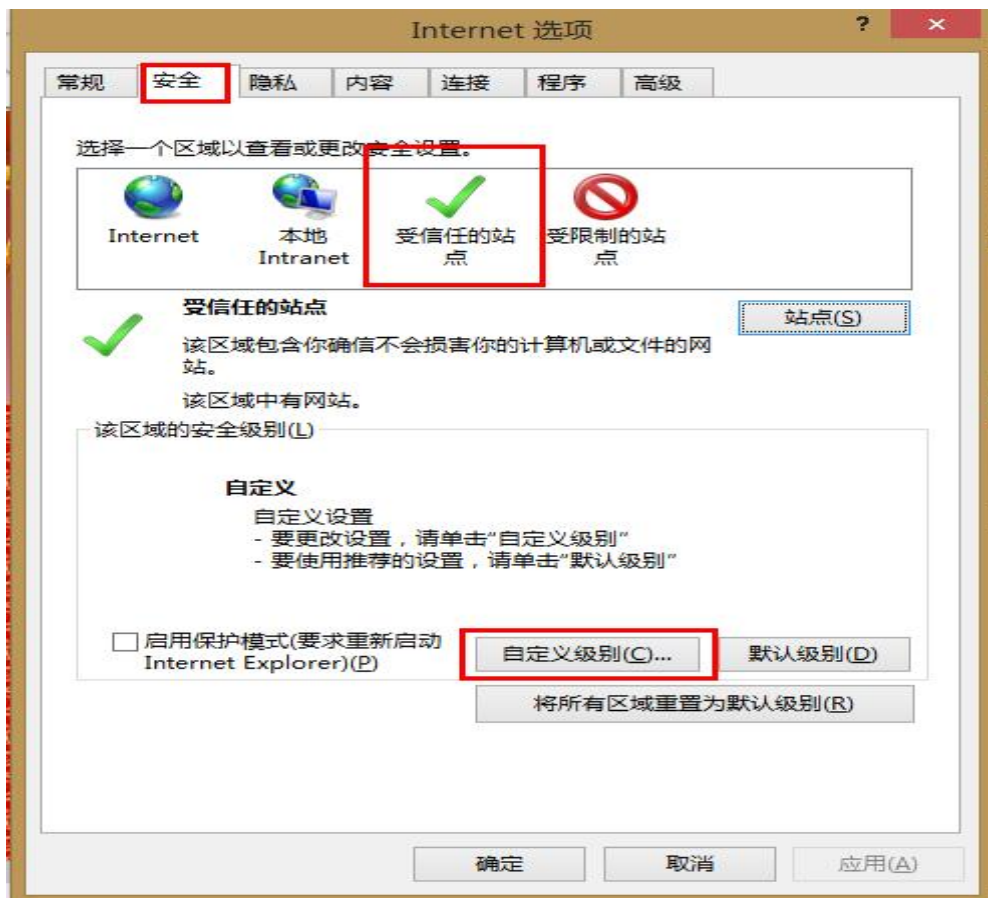 Internet 选项
?
常规 安全 隐私 内容 连接 程序 高级
选择一个区域以查看或更改安全设置。
Internet
本地
Intranet
受信任的站
点
受限制的站
点
受信任的站点
站点(S)
该区域包含你确信不会损害你的计算机或文件的网
站。
该区域中有网站。
该区域的安全级别(L)
自定义
自定义设置
- 要更改设置，请单击“自定义级别”
- 要使用推荐的设置，请单击“默认级别”
启用保护模式(要求重新启动
Internet Explorer)(P)
自定义级别(C)...
默认级别(D)
将所有区域重置为默认级别(R)
确定 取消 应用(A)